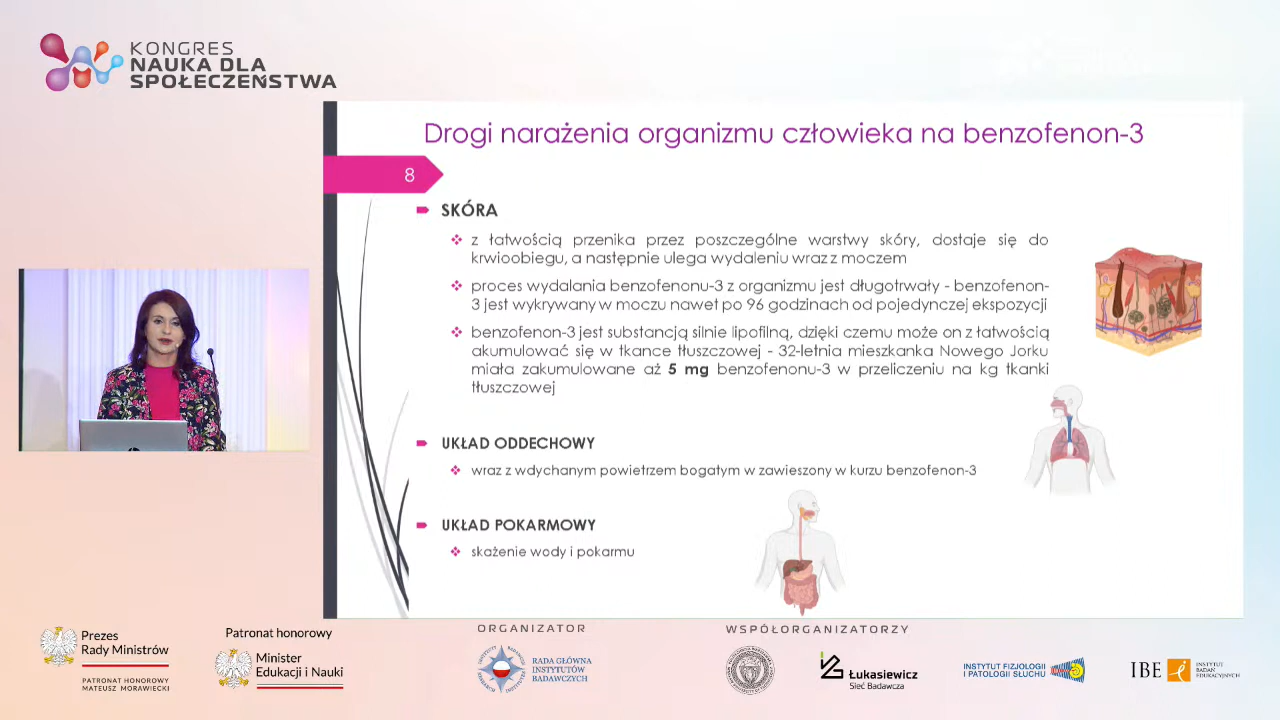 KONGRES
NAUKA DLA
SPOŁECZEŃSTWA
Drogi narażenia organizmu człowieka na benzofenon-3
8
SKÓRA
z łatwością przenika przez poszczególne warstwy skóry, dostaje się do
krwioobiegu, a następnie ulega wydaleniu wraz z moczem
proces wydalania benzofenonu-3 z organizmu jest długotrwały - benzofenon-
3 jest wykrywany w moczu nawet po 96 godzinach od pojedynczej ekspozycji
benzofenon-3 jest substancją silnie lipofilną, dzięki czemu może on z łatwością
akumulować się w tkance tłuszczowej - 32-letnia mieszkanka Nowego Jorku
miała zakumulowane aż 5 mg benzofenonu-3 w przeliczeniu na kg tkanki
tłuszczowej
UKŁAD ODDECHOWY
wraz z wdychanym powietrzem bogatym w zawieszony w kurzu benzofenon-3
UKŁAD POKARMOWY
skażenie wody i pokarmu
Prezes
Rady Ministrów
PATRONAT HONOROWY
MATEUSZ MORAWIECKI
Patronat honorowy
Minister
Edukacji i Nauki
ORGANIZATOR
RADA GŁÓWNA
INSTYTUTÓW
BADAWCZYCH
WSPÓŁORGANIZATORZY
Łukasiewicz
Sieć Badawcza
INSTYTUT FIZJOLOGII
I PATOLOGII SŁUCHU
IBE
INSTYTUT
BADAŃ
EDUKACYJNYCH